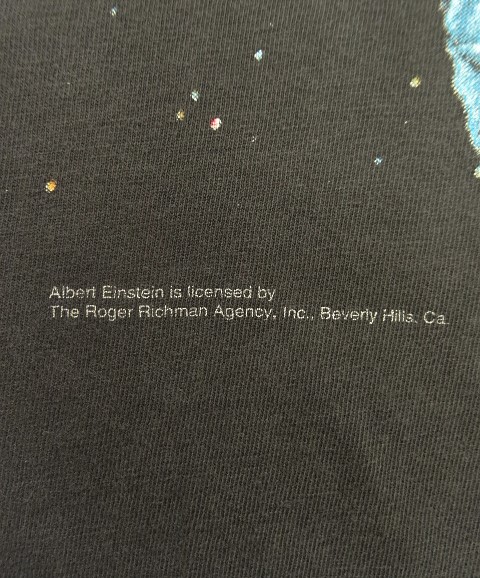 Albert Einstein is licensed by
The Roger Richman Agency, Inc., Beverly Hills, Ca.